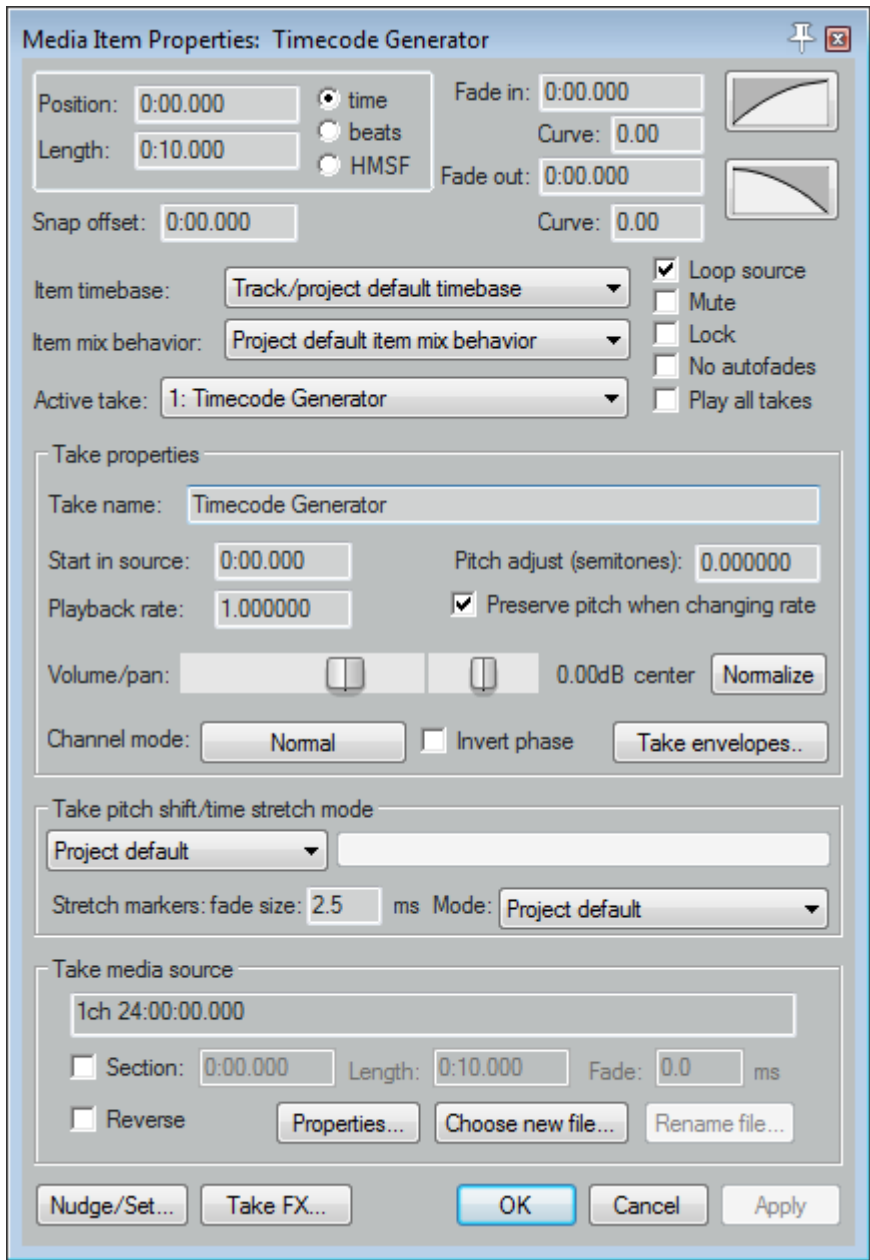 Media Item Properties: Timecode Generator
Position: 0:00.000 time
beats
Length: 0:10.000
HMSF
Fade in: 0:00.000
Curve: 0.00
Fade out: 0:00.000
Curve: 0.00
Snap offset: 0:00.000
Item timebase: Track/project default timebase
Item mix behavior: Project default item mix behavior
Active take: 1: Timecode Generator
Loop source
Mute
Lock
No autofades
Play all takes
Take properties
Take name: Timecode Generator
Start in source: 0:00.000 Pitch adjust (semitones): 0.000000
Playback rate: 1.000000 Preserve pitch when changing rate
Volume/pan: 0.00dB center Normalize
Channel mode: Normal Invert phase Take envelopes..
Take pitch shift/time stretch mode
Project default
Stretch markers: fade size: 2.5 ms Mode: Project default
Take media source
1ch 24:00:00.000
Section: 0:00.000 Length: 0:10.000 Fade: 0.0 ms
Reverse Properties... Choose new file... Rename file...
Nudge/Set... Take FX... OK Cancel Apply